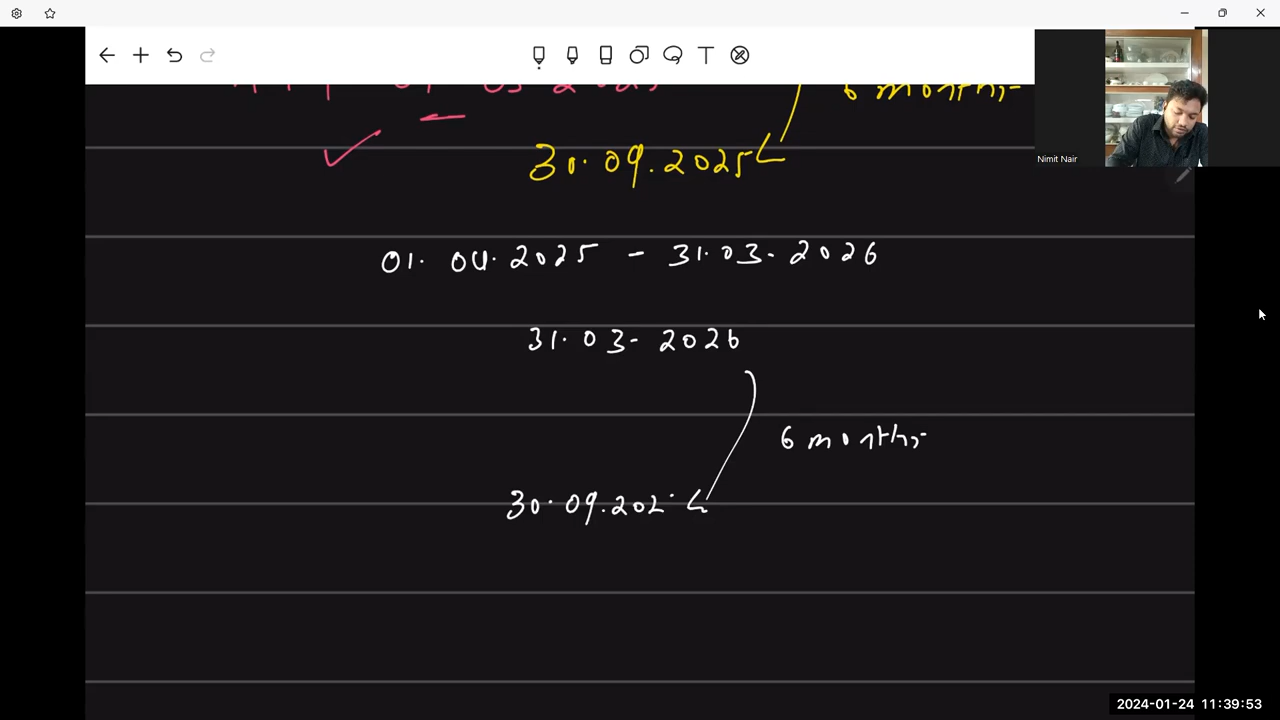 6 months
Nimit Nair
30.09.2025
01.04.2025 - 31.03.2026
31.03.2026
6 months
30.09.202
2024-01-24 11:39:53